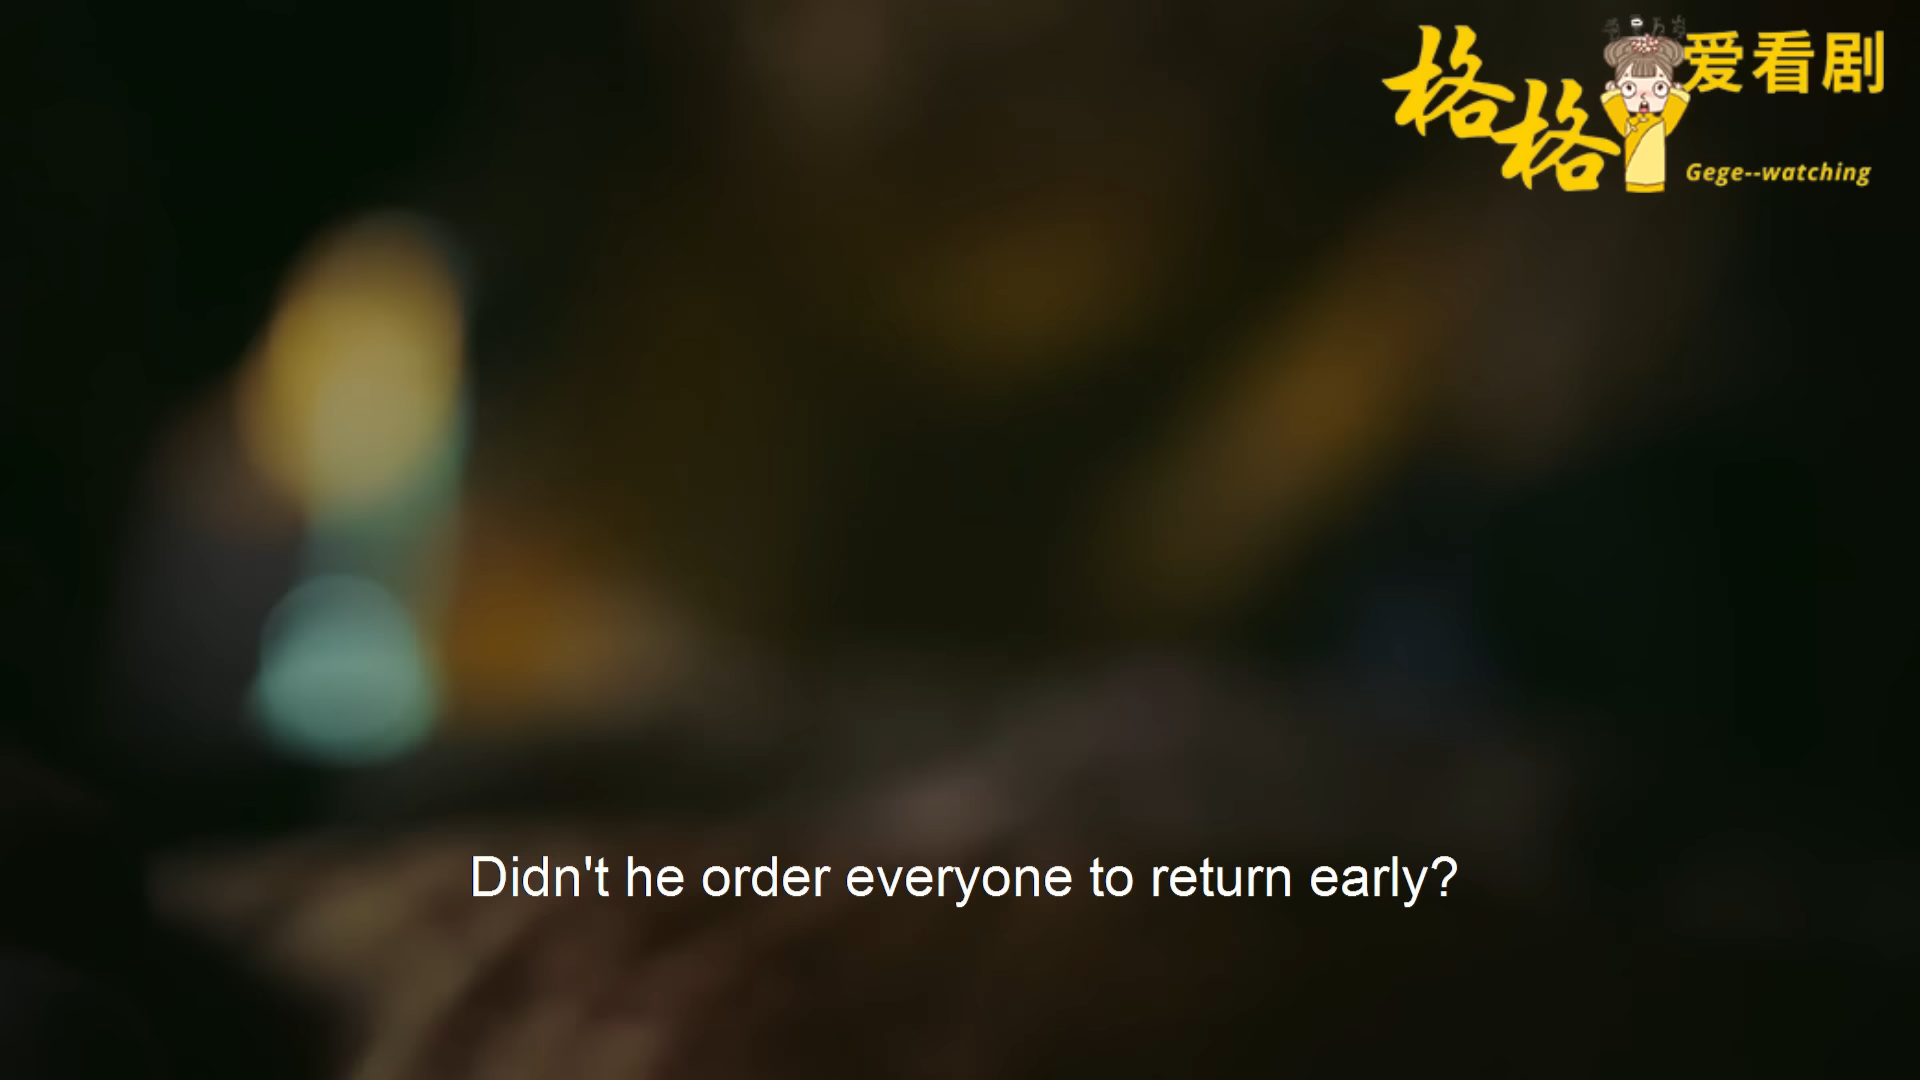 格格 爱看剧
Gege--watching
Didn't he order everyone to return early?